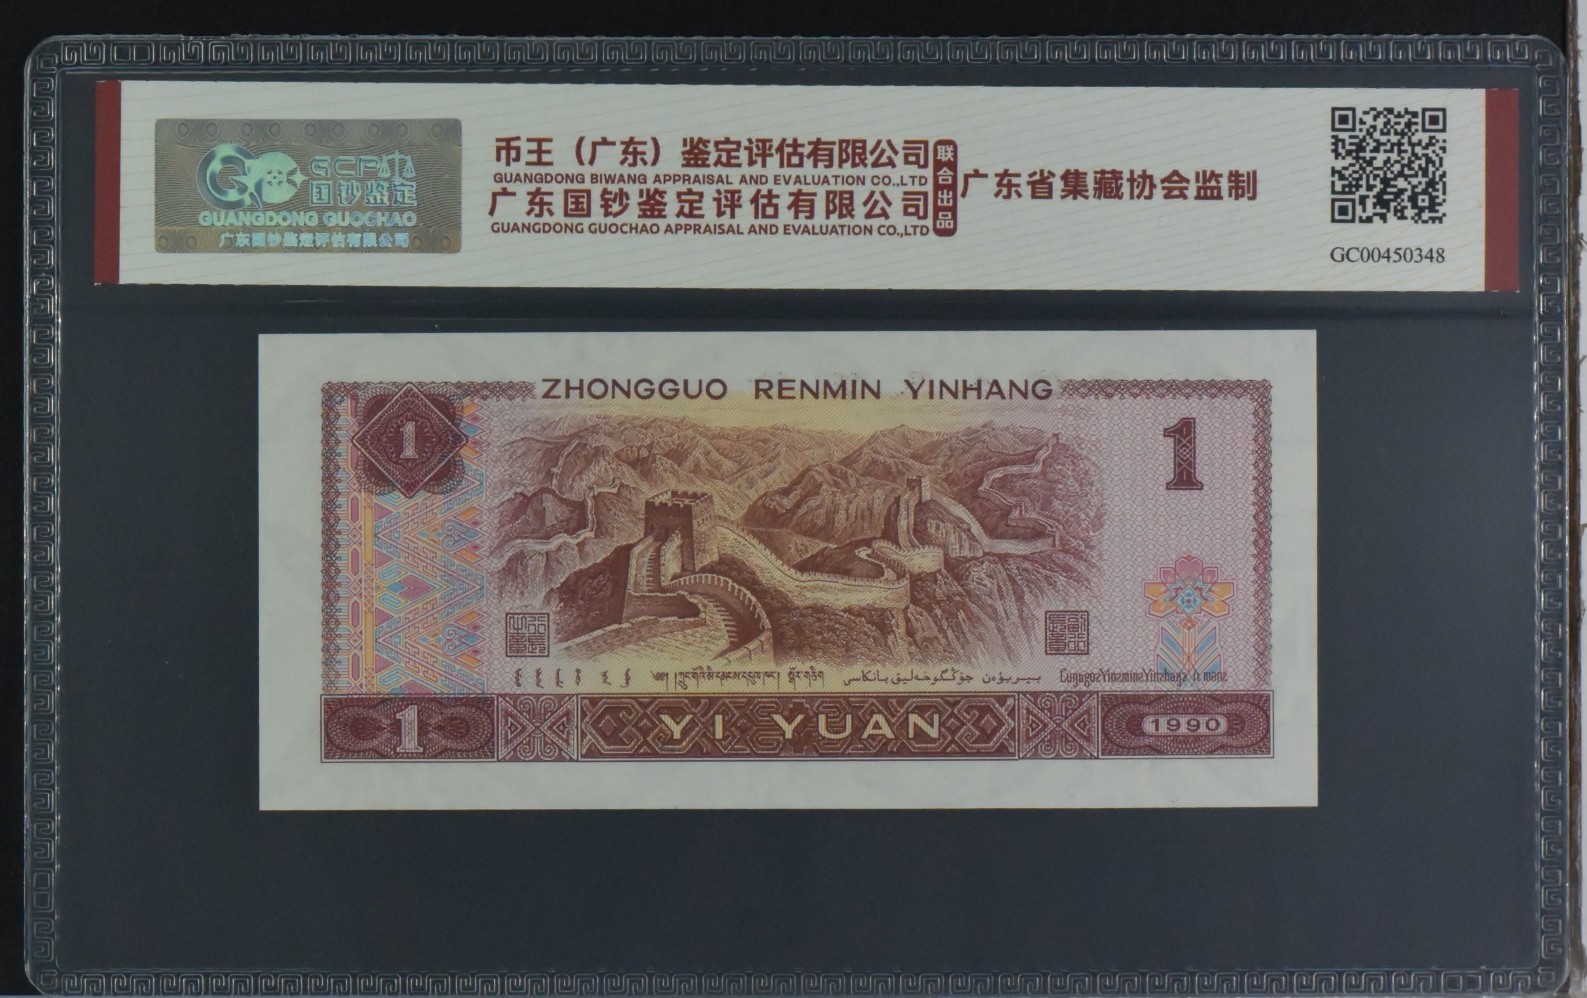 GCP
国钞鉴定
GUANGDONG GUOCHAO
广东国钞鉴定评估有限公司
币王（广东）鉴定评估有限公司
GUANGDONG BIWANG APPRAISAL AND EVALUATION CO.,LTD
广东国钞鉴定评估有限公司
GUANGDONG GUOCHAO APPRAISAL AND EVALUATION CO.,LTD
联合出品
广东省集藏协会监制
GC00450348
ZHONGGUO RENMIN YINHANG
1
1
1
YI YUAN
1990